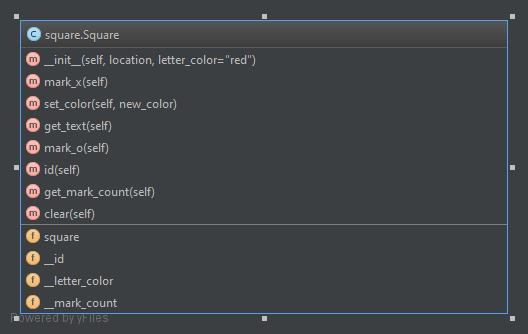 square.Square
__init__(self, location, letter_color="red")
mark_x(self)
set_color(self, new_color)
get_text(self)
mark_o(self)
id(self)
get_mark_count(self)
clear(self)
square
__id
__letter_color
__mark_count
Powered by yFiles